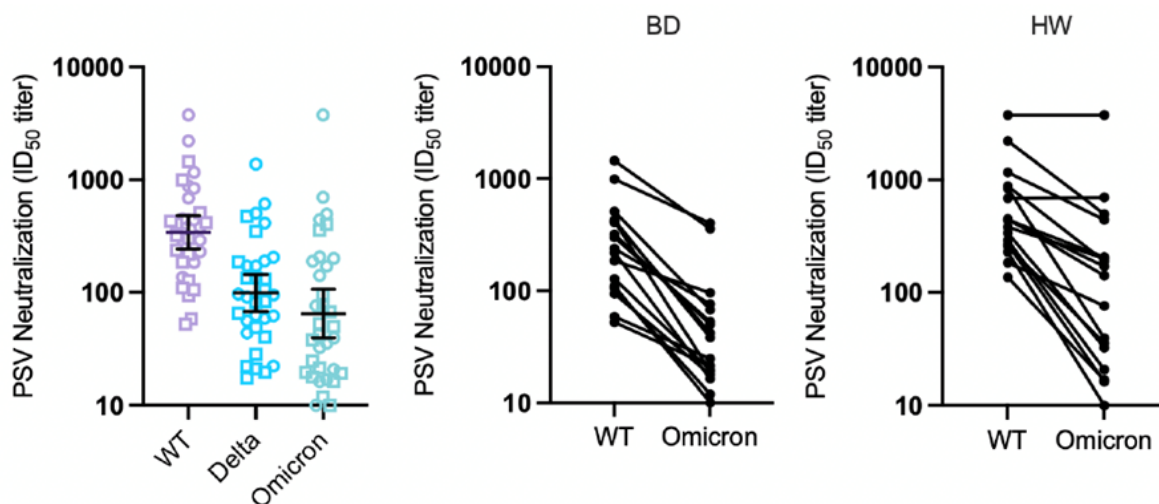 PSV Neutralization (ID50 titer)
10000
1000
100
10
WT
Delta
Omicron
BD
PSV Neutralization (ID50 titer)
10000
1000
100
10
WT Omicron
HW
PSV Neutralization (ID50 titer)
10000
1000
100
10
WT Omicron